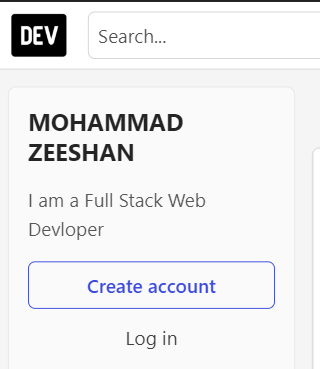 DEV
Search...
MOHAMMAD
ZEESHAN
I am a Full Stack Web
Devloper
Create account
Log in